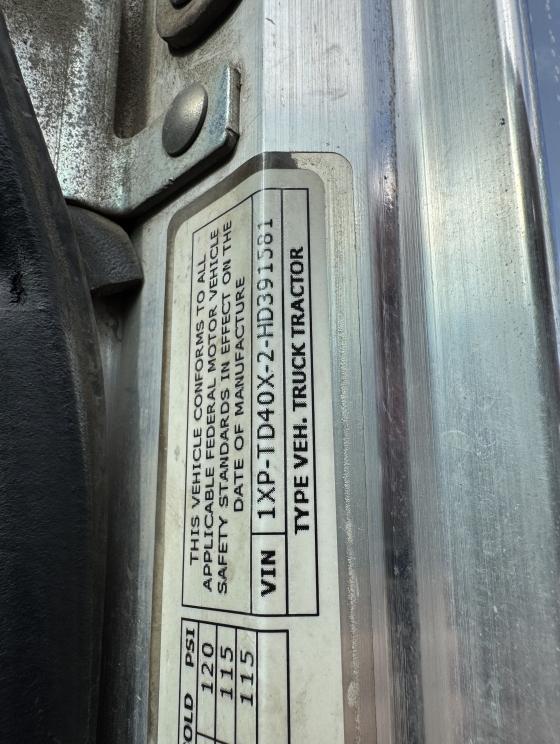 THIS VEHICLE CONFORMS TO ALL
APPLICABLE FEDERAL MOTOR VEHICLE
SAFETY STANDARDS IN EFFECT ON THE
DATE OF MANUFACTURE
VIN 1XP-TD40X-2-HD391581
TYPE VEH. TRUCK TRACTOR
OLD PSI
120
115
115